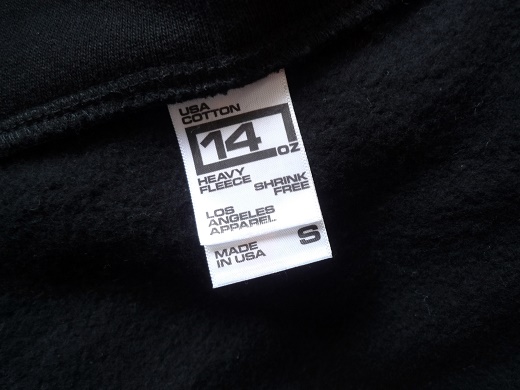 USA
COTTON
14 OZ
HEAVY
FLEECE
SHRINK
FREE
LOS
ANGELES
APPAREL
MADE
IN USA
S